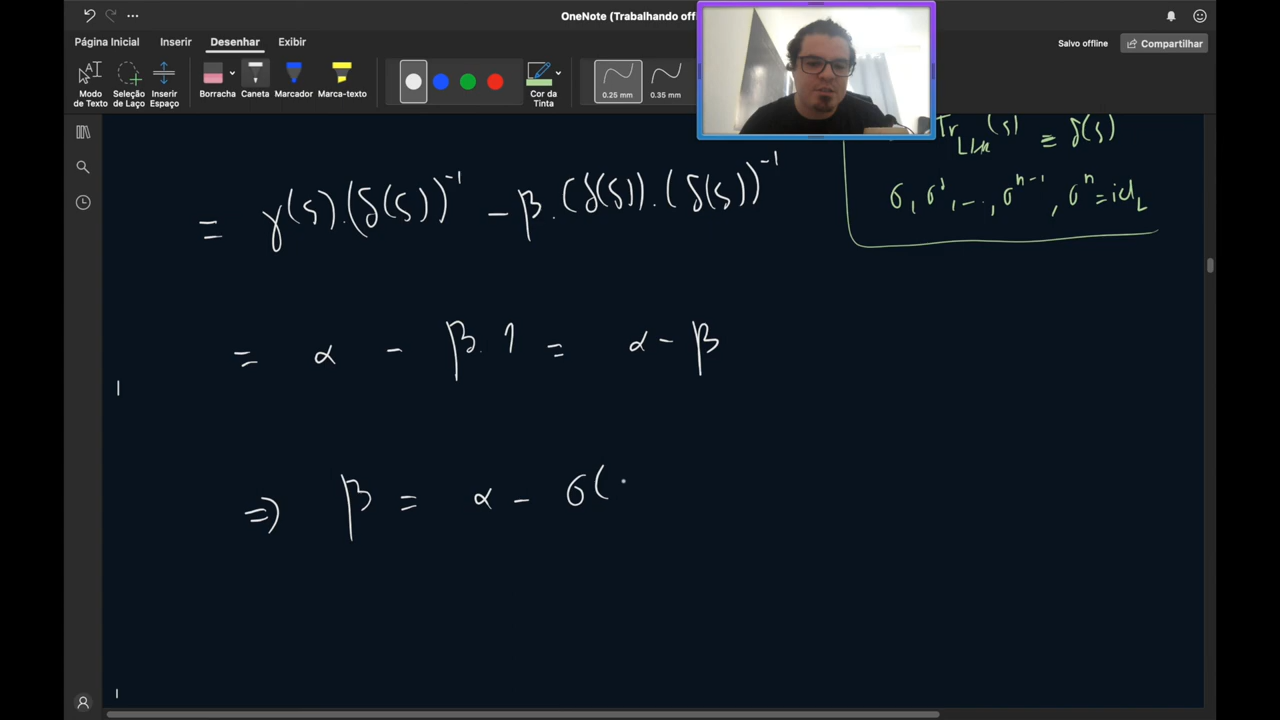 OneNote (Trabalhando off
Página Inicial Inserir Desenhar Exibir
Salvo offline Compartilhar
Modo de Texto Seleção de Laço Inserir Espaço Borracha Caneta Marcador Marca-texto Cor da Tinta 0.25 mm 0.35 mm
Tr_{L|K}(ζ) = δ(ζ)
σ, σ², ..., σ^{n-1}, σ^n = id_L
= γ(ζ).(δ(ζ))^{-1} - β.(δ(ζ)).(δ(ζ))^{-1}
= α - β.1 = α - β
=> β = α - σ(